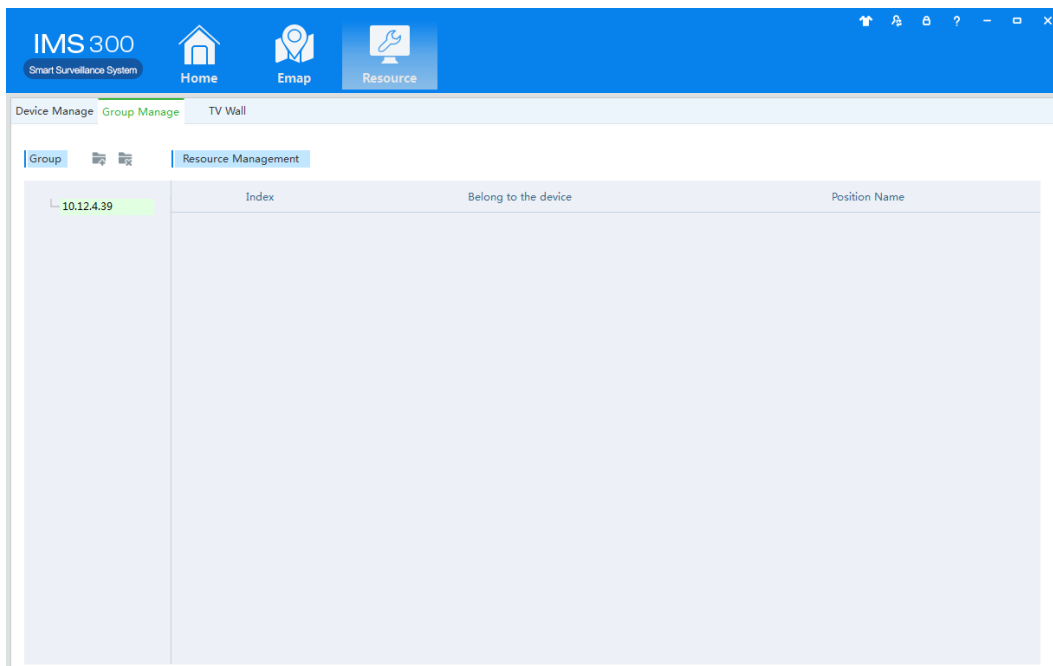 IMS 300
Smart Surveillance System
Home
Emap
Resource
?
Device Manage
Group Manage
TV Wall
Group
Resource Management
10.12.4.39
Index
Belong to the device
Position Name